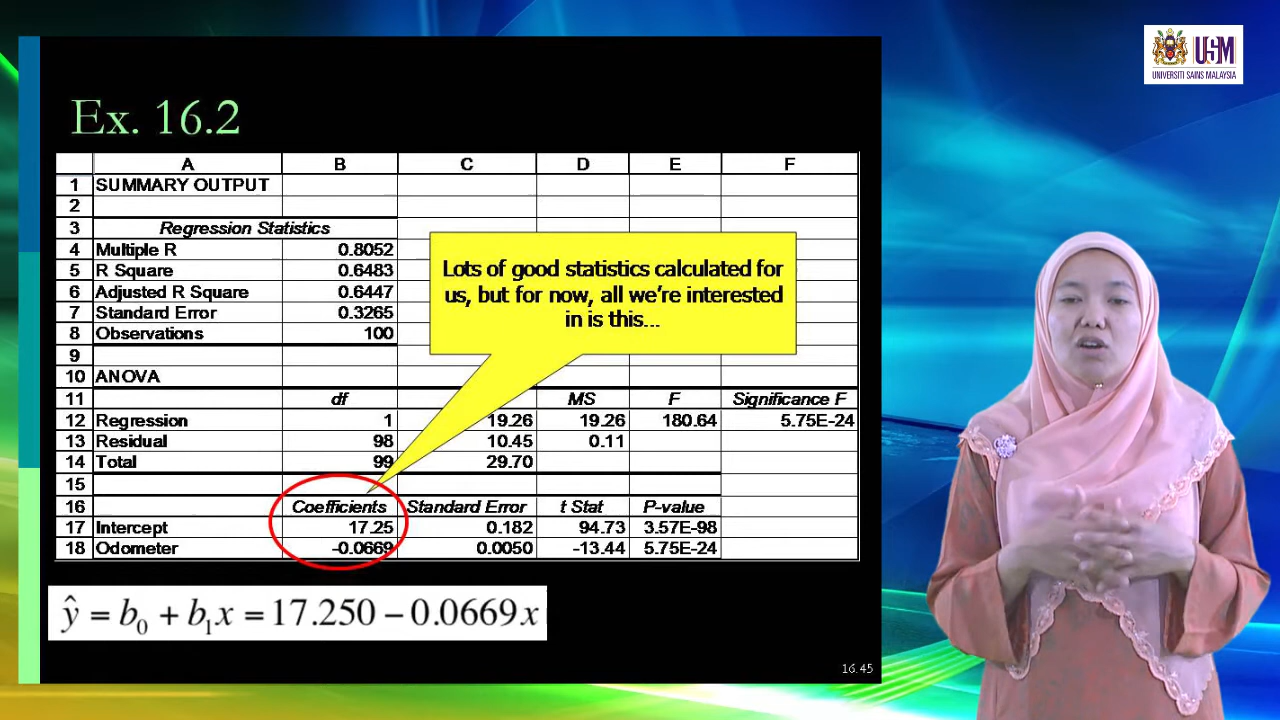 USM
UNIVERSITI SAINS MALAYSIA
Ex. 16.2
A B C D E F
1 SUMMARY OUTPUT
2
3 Regression Statistics
4 Multiple R 0.8052
5 R Square 0.6483
6 Adjusted R Square 0.6447
7 Standard Error 0.3265
8 Observations 100
Lots of good statistics calculated for
us, but for now, all we're interested
in is this...
9
10 ANOVA
11 df MS F Significance F
12 Regression 1 19.26 19.26 180.64 5.75E-24
13 Residual 98 10.45 0.11
14 Total 99 29.70
15
16 Coefficients Standard Error t Stat P-value
17 Intercept 17.25 0.182 94.73 3.57E-98
18 Odometer -0.0669 0.0050 -13.44 5.75E-24
ŷ = b₀ + b₁x = 17.250 − 0.0669x
16.45